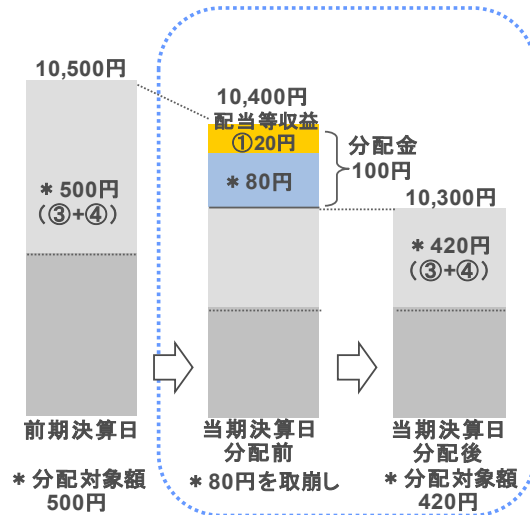 10,500円
＊500円
（③+④）
前期決算日
＊分配対象額
500円
10,400円
配当等収益
①20円
＊80円
分配金
100円
当期決算日
分配前
＊80円を取崩し
10,300円
＊420円
（③+④）
当期決算日
分配後
＊分配対象額
420円